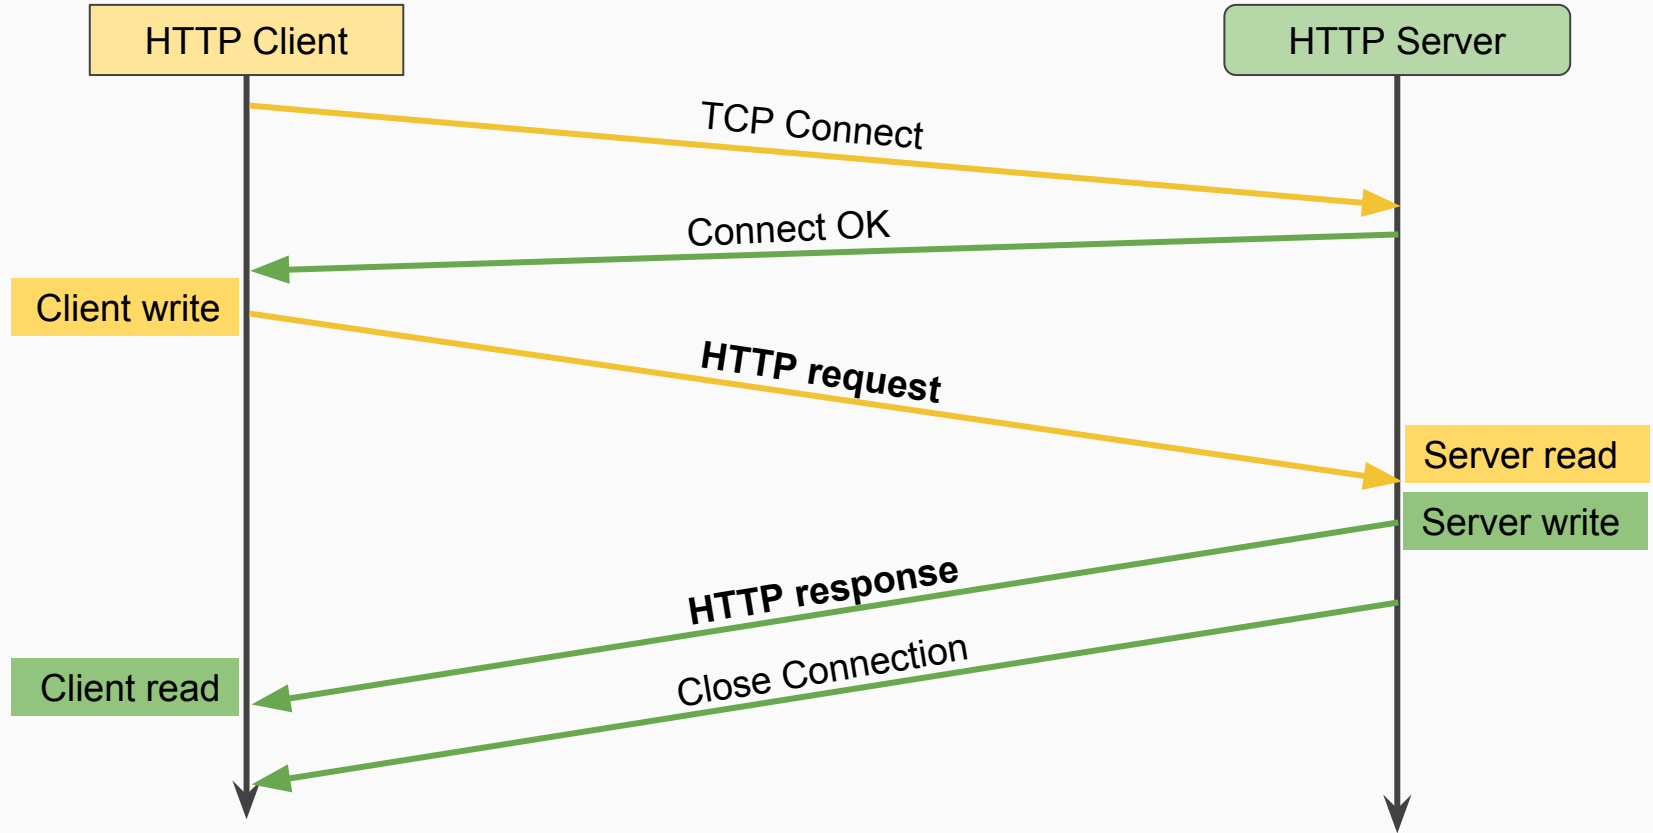 HTTP Client
HTTP Server
TCP Connect
Connect OK
Client write
HTTP request
Server read
Server write
HTTP response
Close Connection
Client read